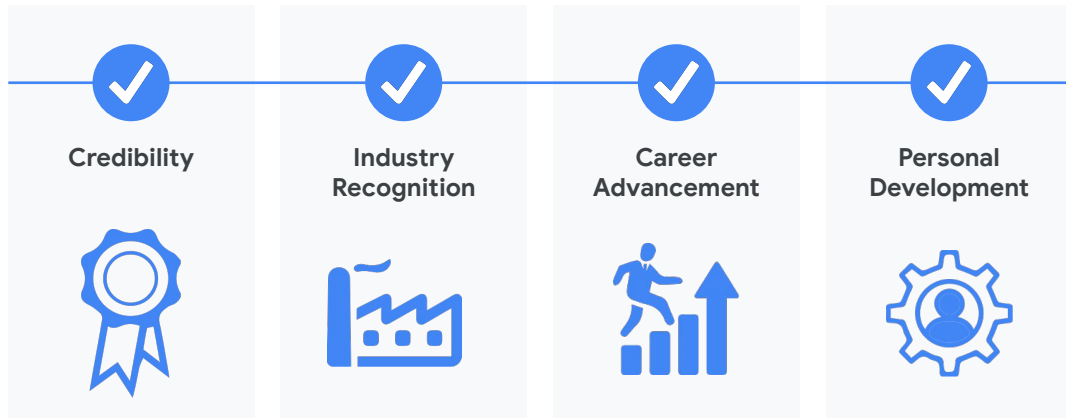 Credibility
Industry
Recognition
Career
Advancement
Personal
Development